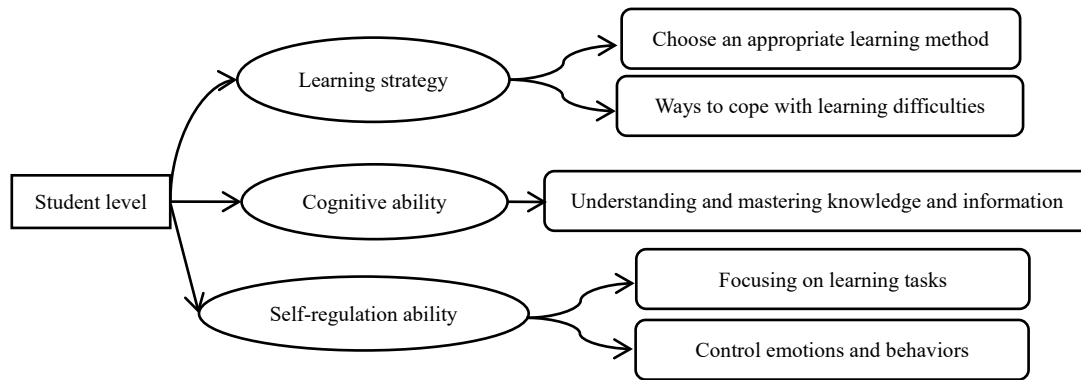 Choose an appropriate learning method
Learning strategy
Ways to cope with learning difficulties
Student level
Cognitive ability
Understanding and mastering knowledge and information
Focusing on learning tasks
Self-regulation ability
Control emotions and behaviors